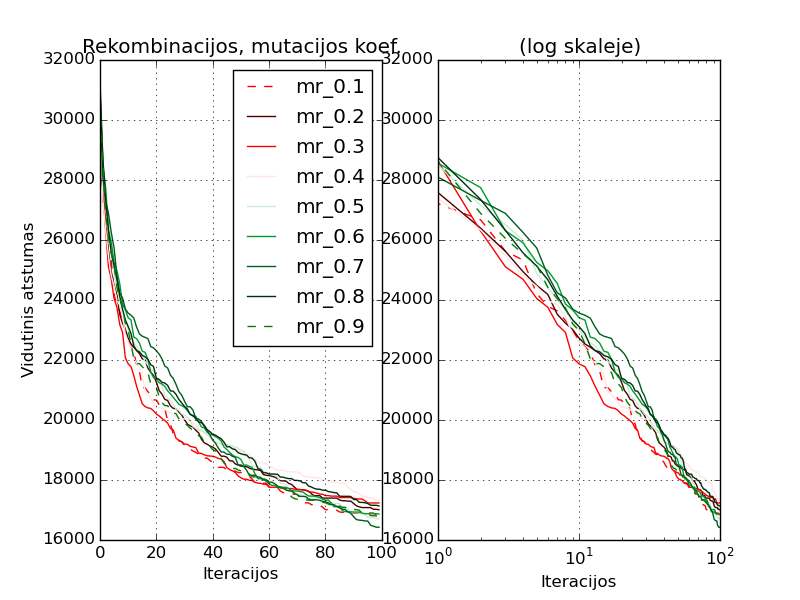 Rekombinacijos, mutacijos koef.
(log skaleje)
32000
30000
28000
26000
24000
22000
20000
18000
16000
Vidutinis atstumas
0
20
40
60
80
100
Iteracijos
mr_0.1
mr_0.2
mr_0.3
mr_0.4
mr_0.5
mr_0.6
mr_0.7
mr_0.8
mr_0.9
32000
30000
28000
26000
24000
22000
20000
18000
16000
10^0
10^1
10^2
Iteracijos